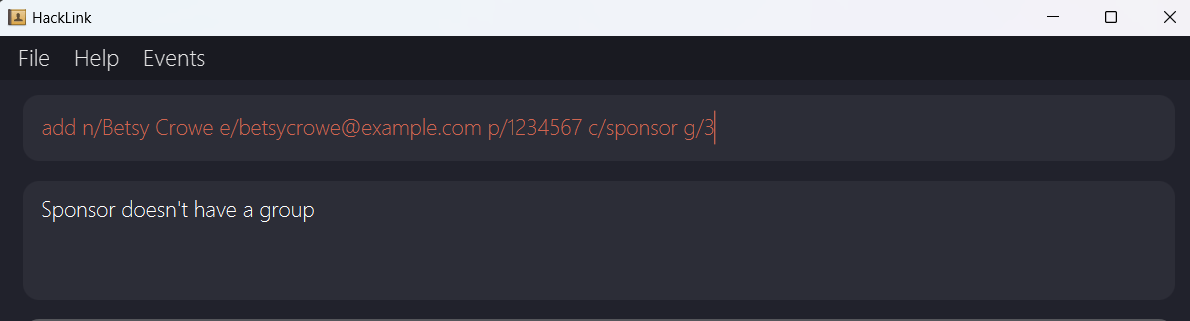 HackLink
File Help Events
add n/Betsy Crowe e/betsycrowe@example.com p/1234567 c/sponsor g/3
Sponsor doesn't have a group